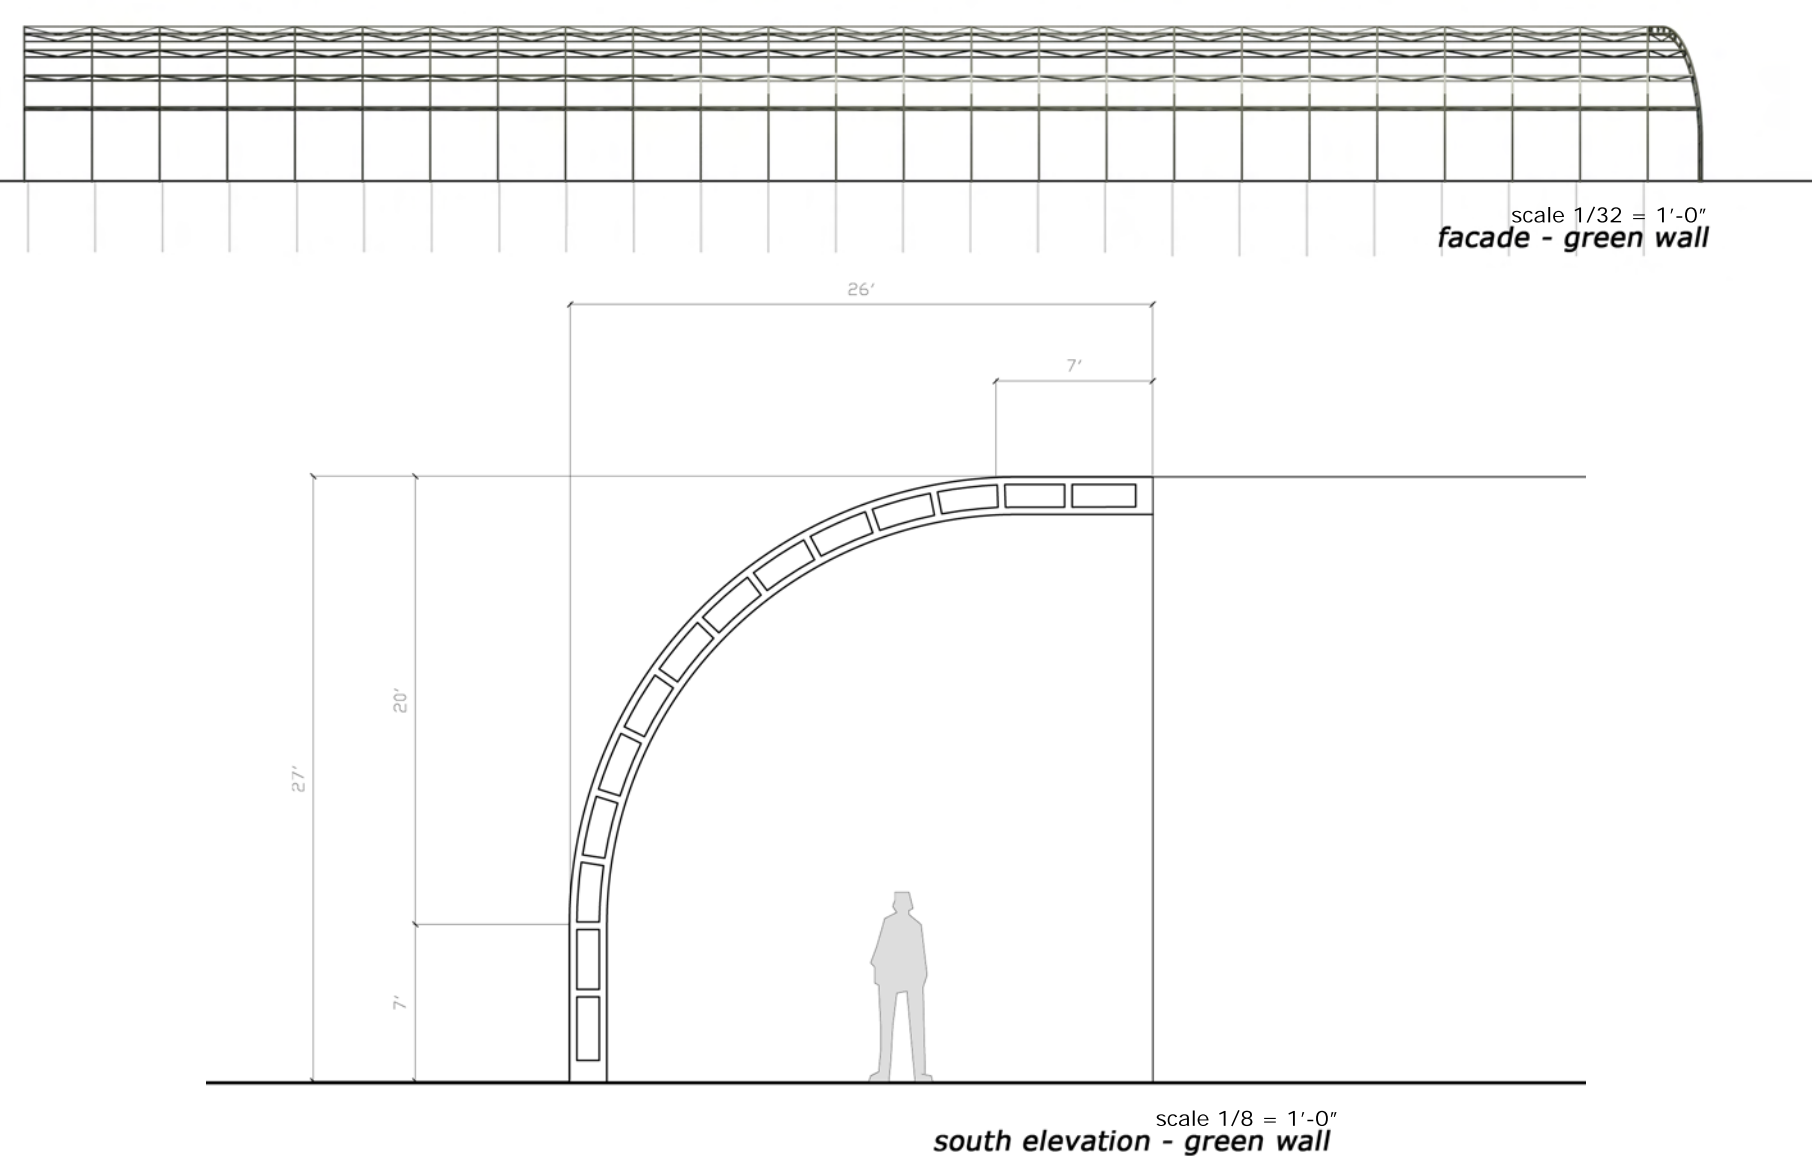 scale 1/32 = 1'-0"
facade - green wall
26'
7'
20'
27'
7'
scale 1/8 = 1'-0"
south elevation - green wall